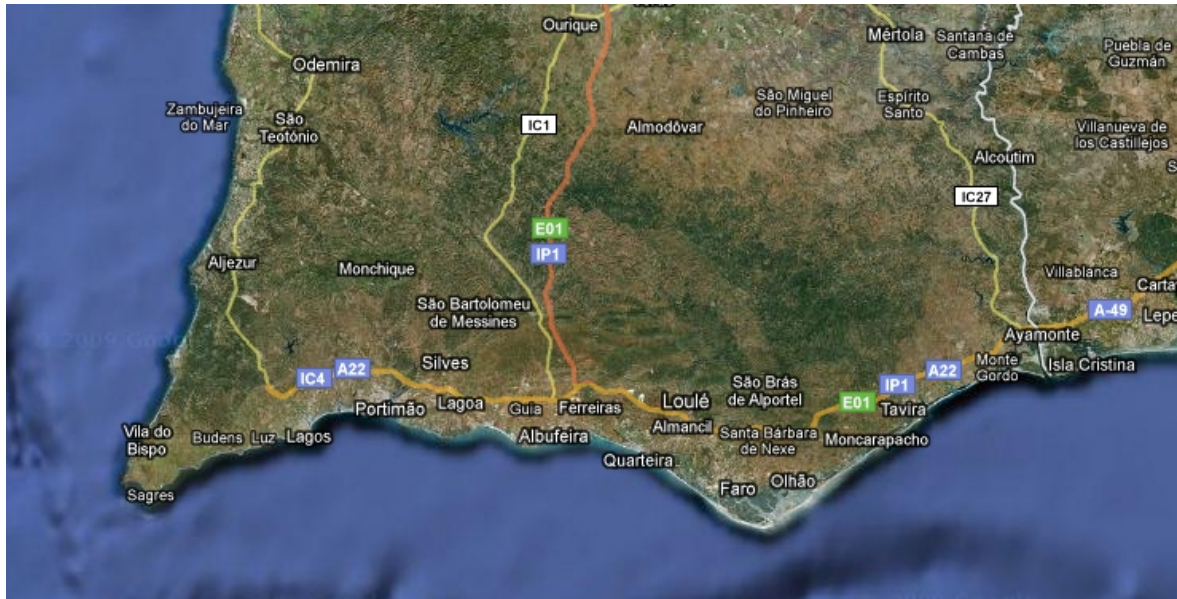 Ourique
Mértola
Santana de
Cambas
Puebla de
Guzmán
Odemira
Zambujeira
do Mar
São
Teotónio
IC1
Almodôvar
São Miguel
do Pinheiro
Espírito
Santo
Villanueva de
los Castillejos
Alcoutim
IC27
E01
IP1
Aljezur
Monchique
Villablanca
São Bartolomeu
de Messines
A-49
Ayamonte
Silves
IC4
A22
Monte
Gordo
Isla Cristina
A22
IP1
E01
São Brás
de Alportel
Loulé
Tavira
Portimão
Lagoa
Guia
Ferreiras
Almancil
Vila do
Bispo
Budens
Luz
Lagos
Albufeira
Santa Bárbara
de Nexe
Moncarapacho
Quarteira
Sagres
Faro
Olhão